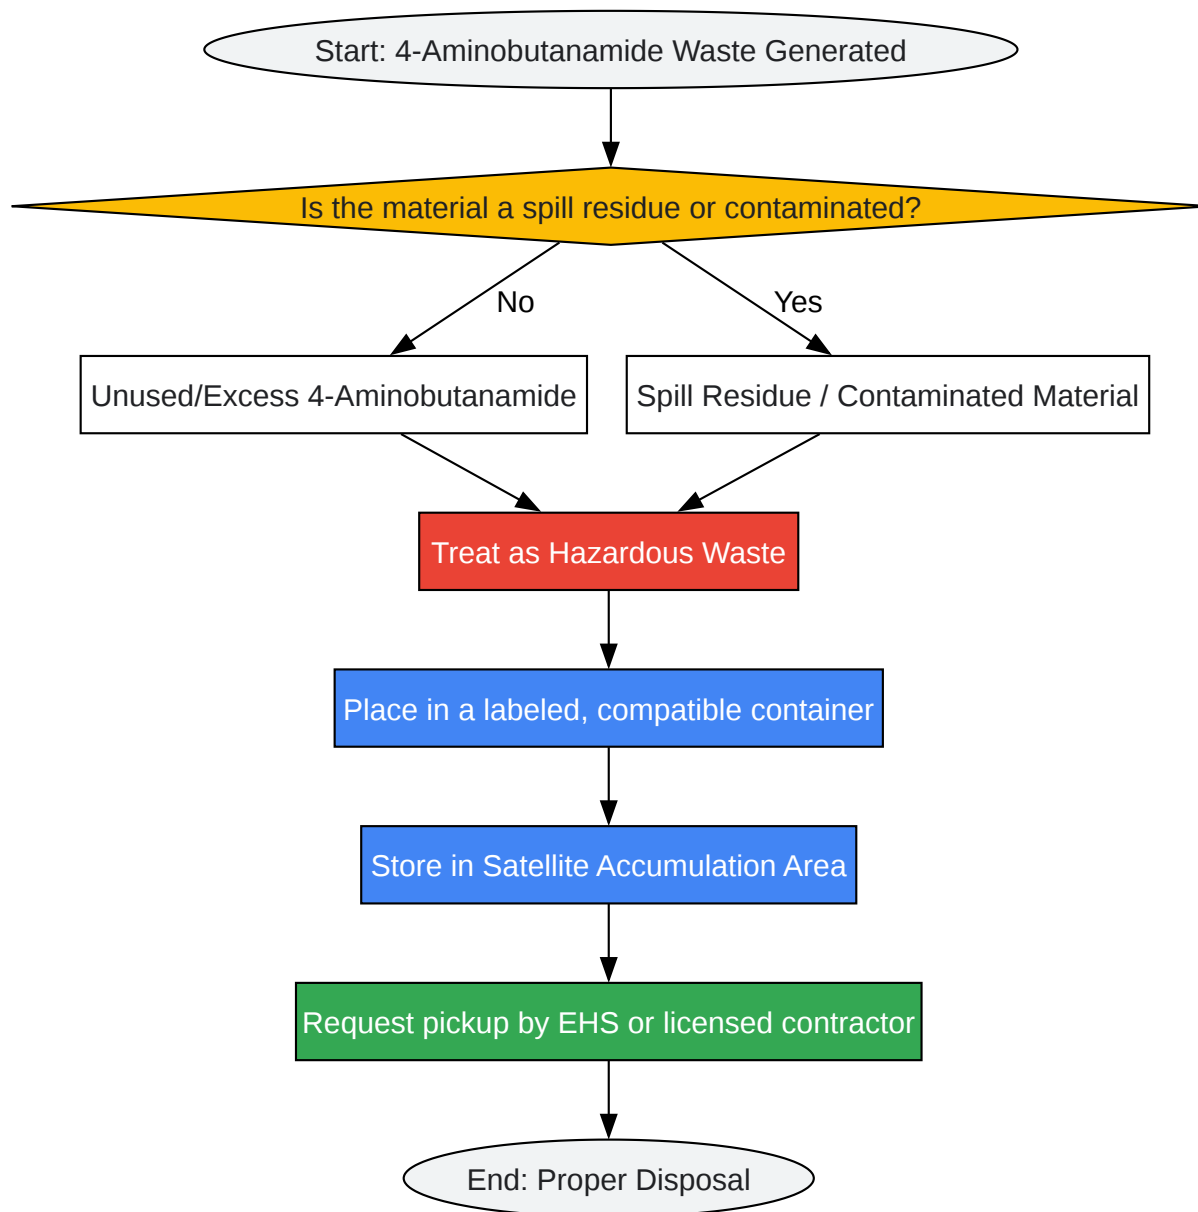 Start: 4-Aminobutanamide Waste Generated
Is the material a spill residue or contaminated?
No
Yes
Unused/Excess 4-Aminobutanamide
Spill Residue / Contaminated Material
Treat as Hazardous Waste
Place in a labeled, compatible container
Store in Satellite Accumulation Area
Request pickup by EHS or licensed contractor
End: Proper Disposal